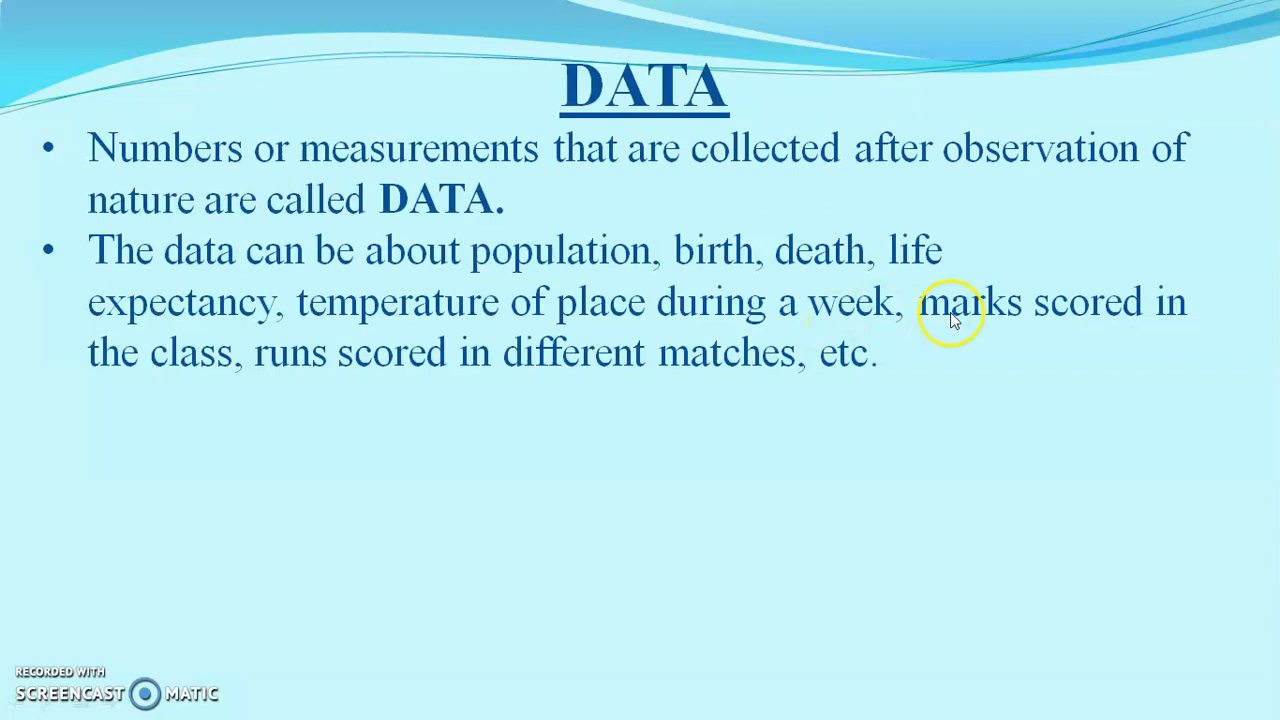 DATA
• Numbers or measurements that are collected after observation of
nature are called DATA.
• The data can be about population, birth, death, life
expectancy, temperature of place during a week, marks scored in
the class, runs scored in different matches, etc.
RECORDED WITH
SCREENCAST MATIC